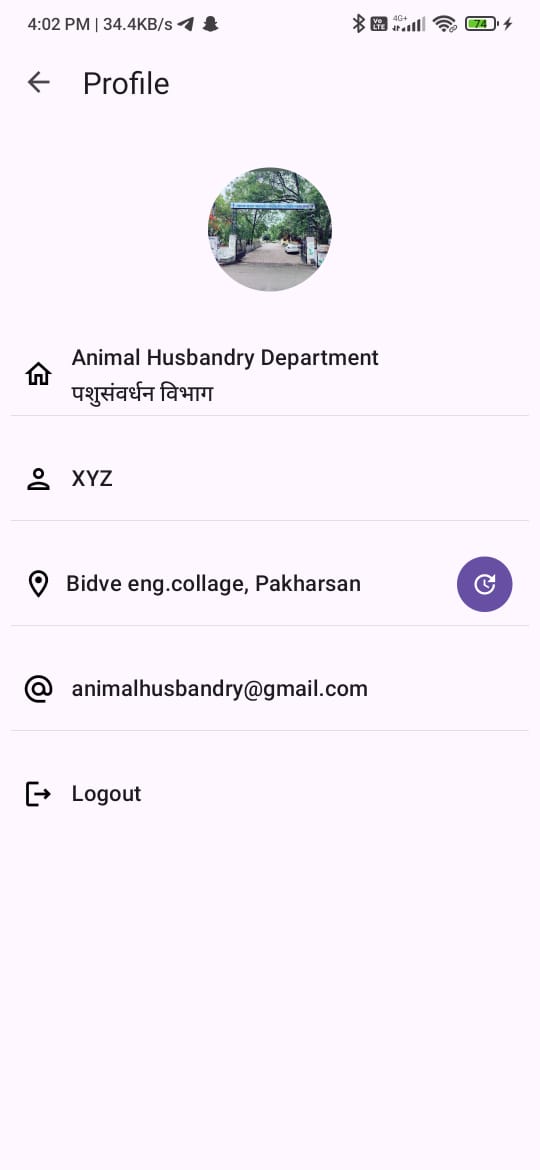 4:02 PM | 34.4KB/s
Vo LTE 4G+ 74
Profile
Animal Husbandry Department
पशुसंवर्धन विभाग
XYZ
Bidve eng.collage, Pakharsan
animalhusbandry@gmail.com
Logout